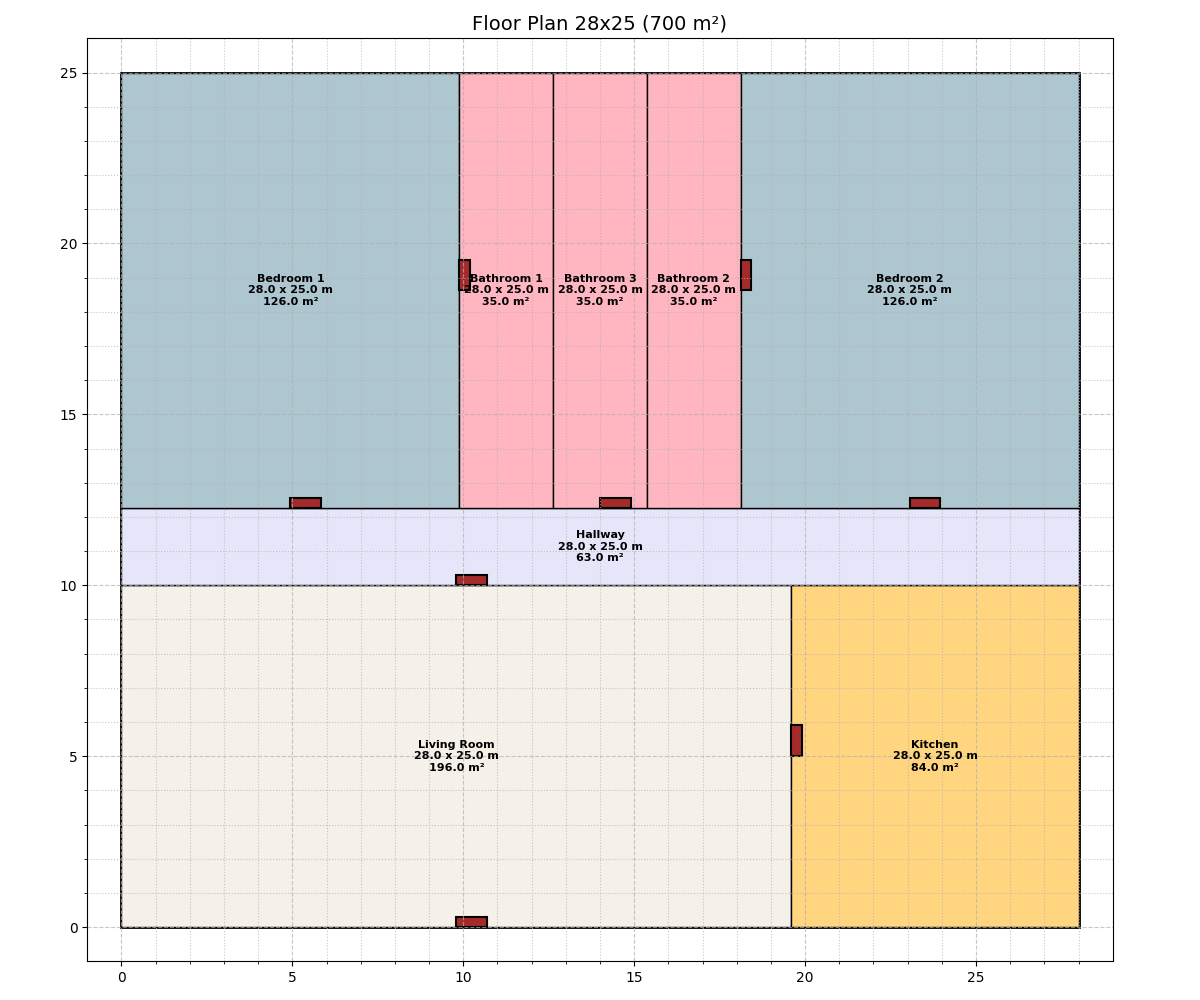 Floor Plan 28x25 (700 m²)
25
20
15
10
5
0
Bedroom 1
28.0 x 25.0 m
126.0 m²
Bathroom 1
28.0 x 25.0 m
35.0 m²
Bathroom 3
28.0 x 25.0 m
35.0 m²
Bathroom 2
28.0 x 25.0 m
35.0 m²
Bedroom 2
28.0 x 25.0 m
126.0 m²
Hallway
28.0 x 25.0 m
63.0 m²
Living Room
28.0 x 25.0 m
196.0 m²
Kitchen
28.0 x 25.0 m
84.0 m²
0 5 10 15 20 25